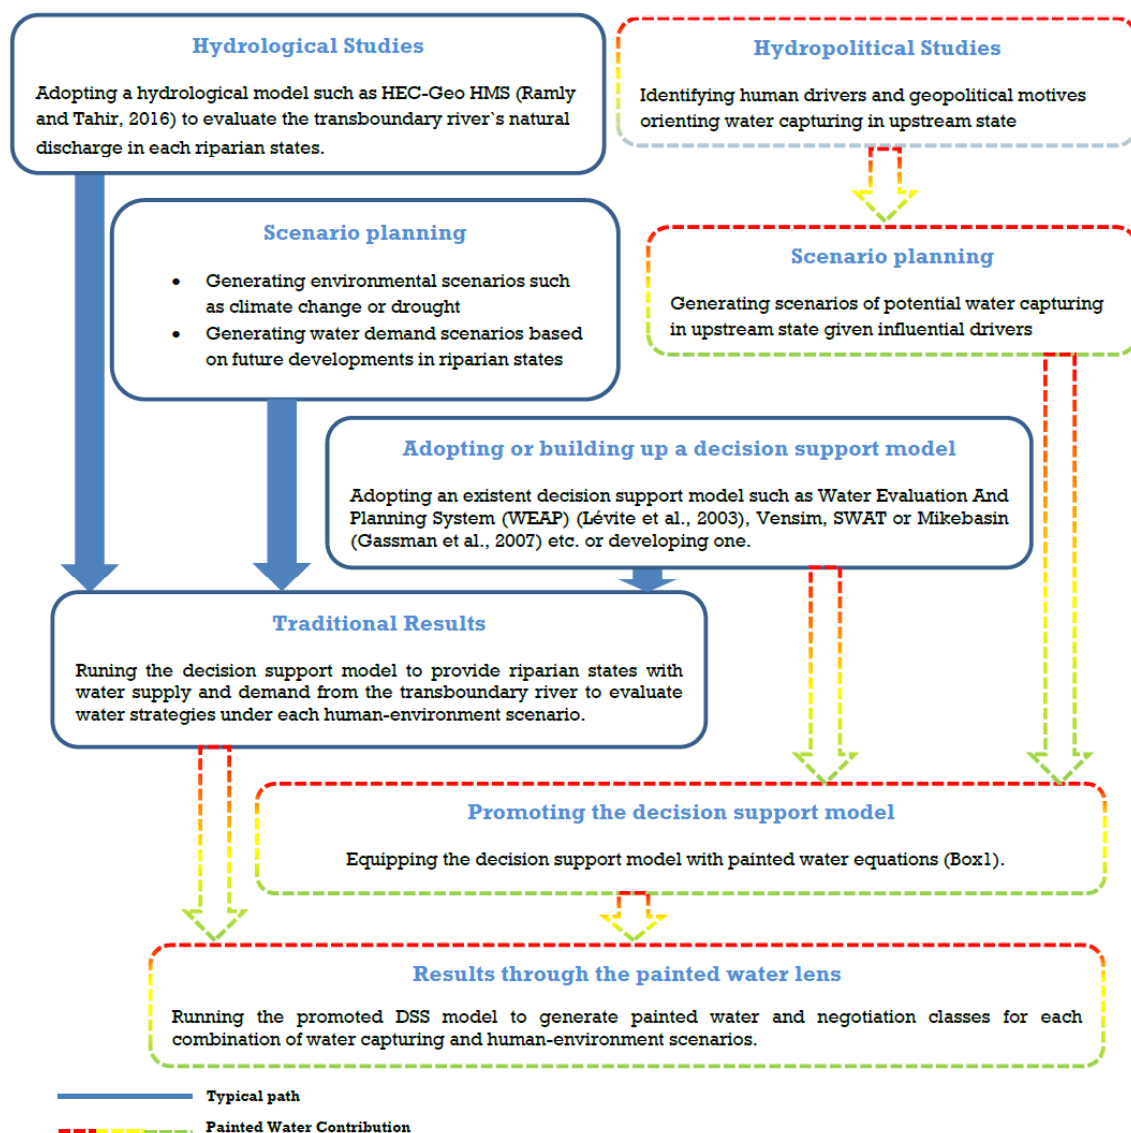 Hydrological Studies
Adopting a hydrological model such as HEC-Geo HMS (Ramly
and Tahir, 2016) to evaluate the transboundary river`s natural
discharge in each riparian states.
Hydropolitical Studies
Identifying human drivers and geopolitical motives
orienting water capturing in upstream state
Scenario planning
• Generating environmental scenarios such
as climate change or drought
• Generating water demand scenarios based
on future developments in riparian states
Scenario planning
Generating scenarios of potential water capturing
in upstream state given influential drivers
Adopting or building up a decision support model
Adopting an existent decision support model such as Water Evaluation And
Planning System (WEAP) (Lévite et al., 2003), Vensim, SWAT or Mikebasin
(Gassman et al., 2007) etc. or developing one.
Traditional Results
Runing the decision support model to provide riparian states with
water supply and demand from the transboundary river to evaluate
water strategies under each human-environment scenario.
Promoting the decision support model
Equipping the decision support model with painted water equations (Box1).
Results through the painted water lens
Running the promoted DSS model to generate painted water and negotiation classes for each
combination of water capturing and human-environment scenarios.
Typical path
Painted Water Contribution